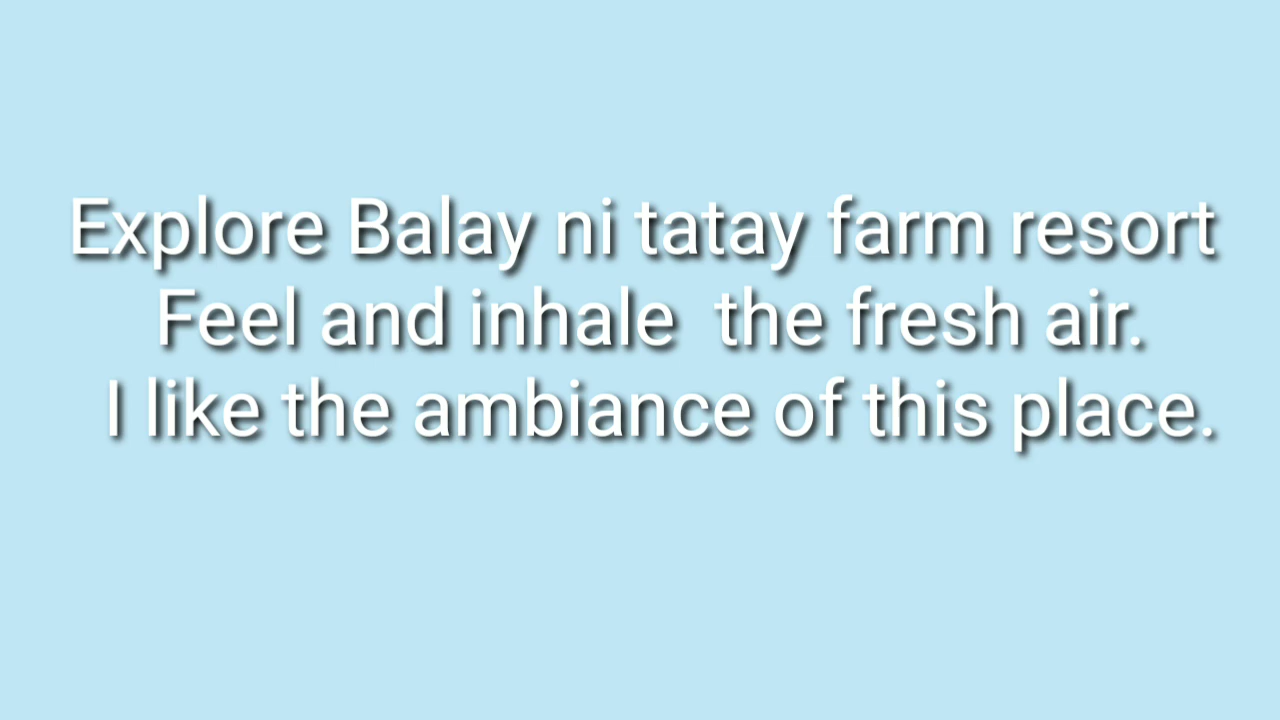 Explore Balay ni tatay farm resort
Feel and inhale  the fresh air.
I like the ambiance of this place.